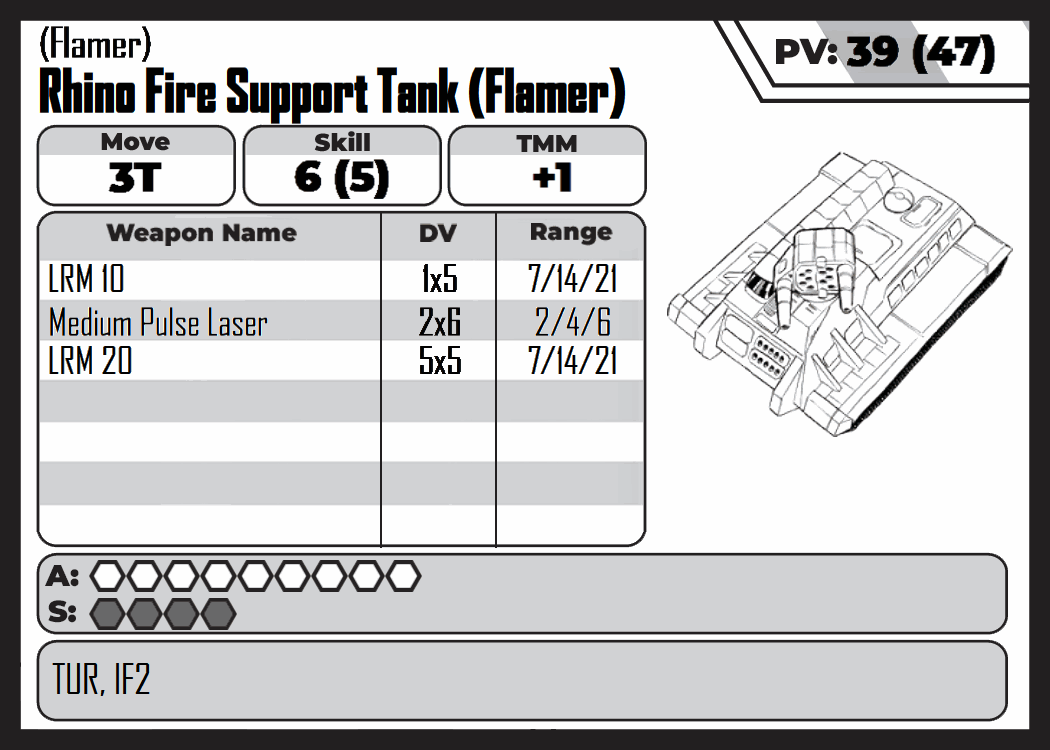 (Flamer)
Rhino Fire Support Tank (Flamer)
PV: 39 (47)
Move Skill TMM
3T 6 (5) +1
Weapon Name DV Range
LRM 10 1x5 7/14/21
Medium Pulse Laser 2x6 2/4/6
LRM 20 5x5 7/14/21
A:
S:
TUR, IF2